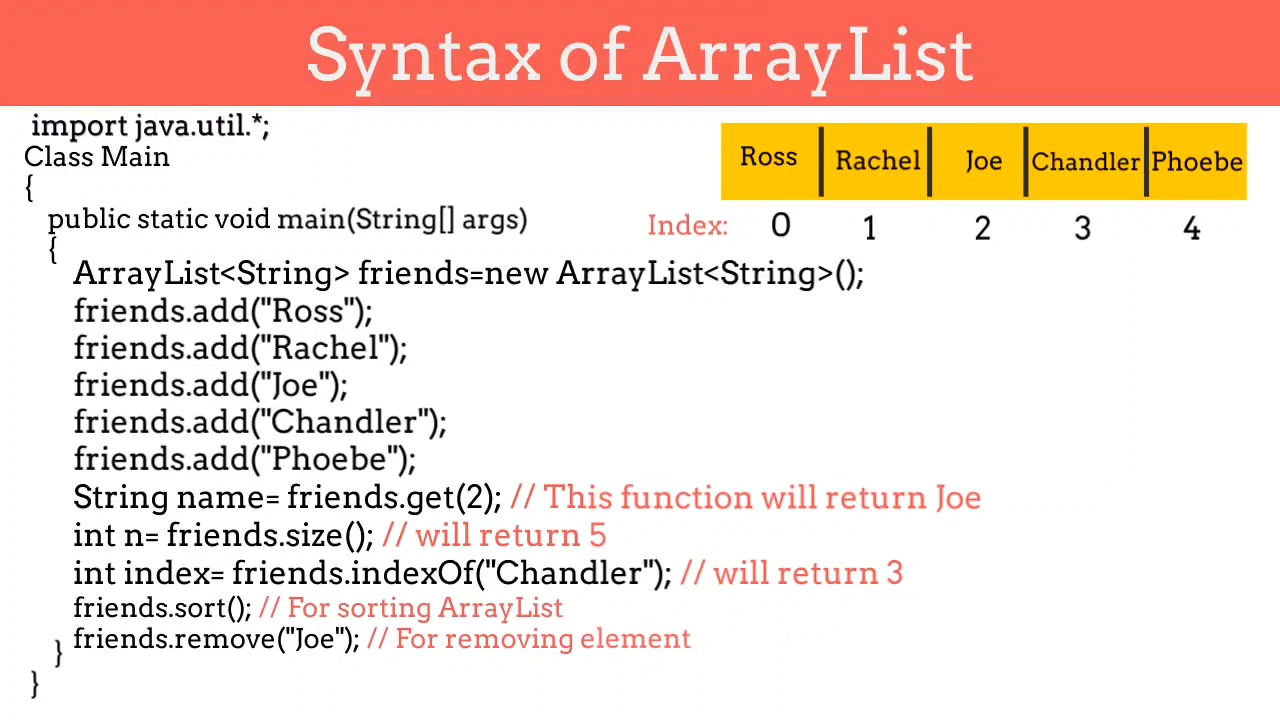 Syntax of ArrayList
import java.util.*;
Class Main
{
public static void main(String[] args)
{
ArrayList<String> friends=new ArrayList<String>();
friends.add("Ross");
friends.add("Rachel");
friends.add("Joe");
friends.add("Chandler");
friends.add("Phoebe");
String name= friends.get(2); // This function will return Joe
int n= friends.size(); // will return 5
int index= friends.indexOf("Chandler"); // will return 3
friends.sort(); // For sorting ArrayList
friends.remove("Joe"); // For removing element
}
}
Ross Rachel Joe Chandler Phoebe
Index: 0 1 2 3 4